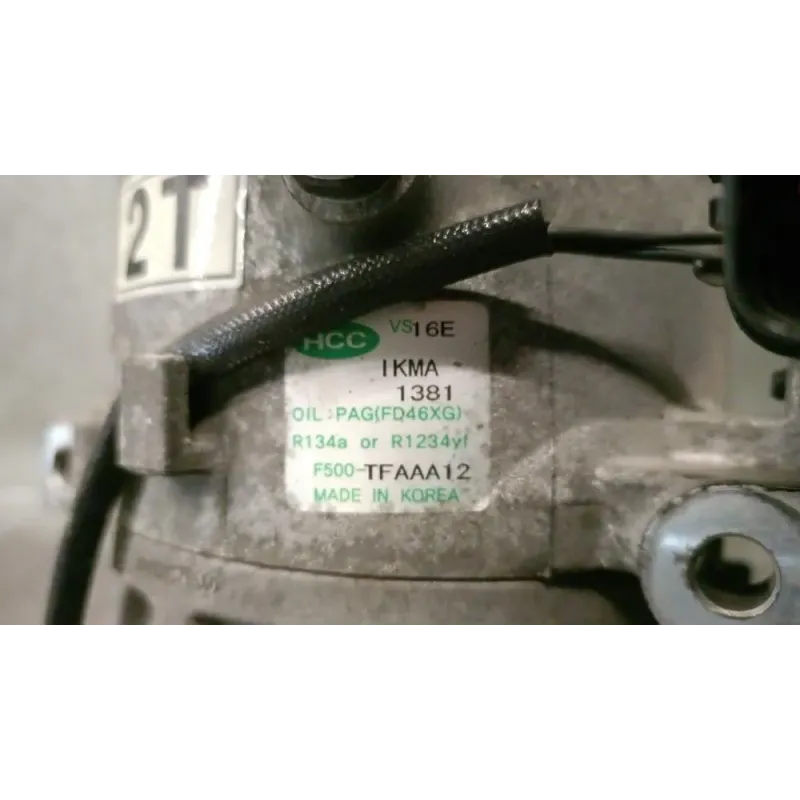 2T
HCC VS16E
IKMA
1381
OIL:PAG(FD46XG)
R134a or R1234yf
F500-TFAAA12
MADE IN KOREA